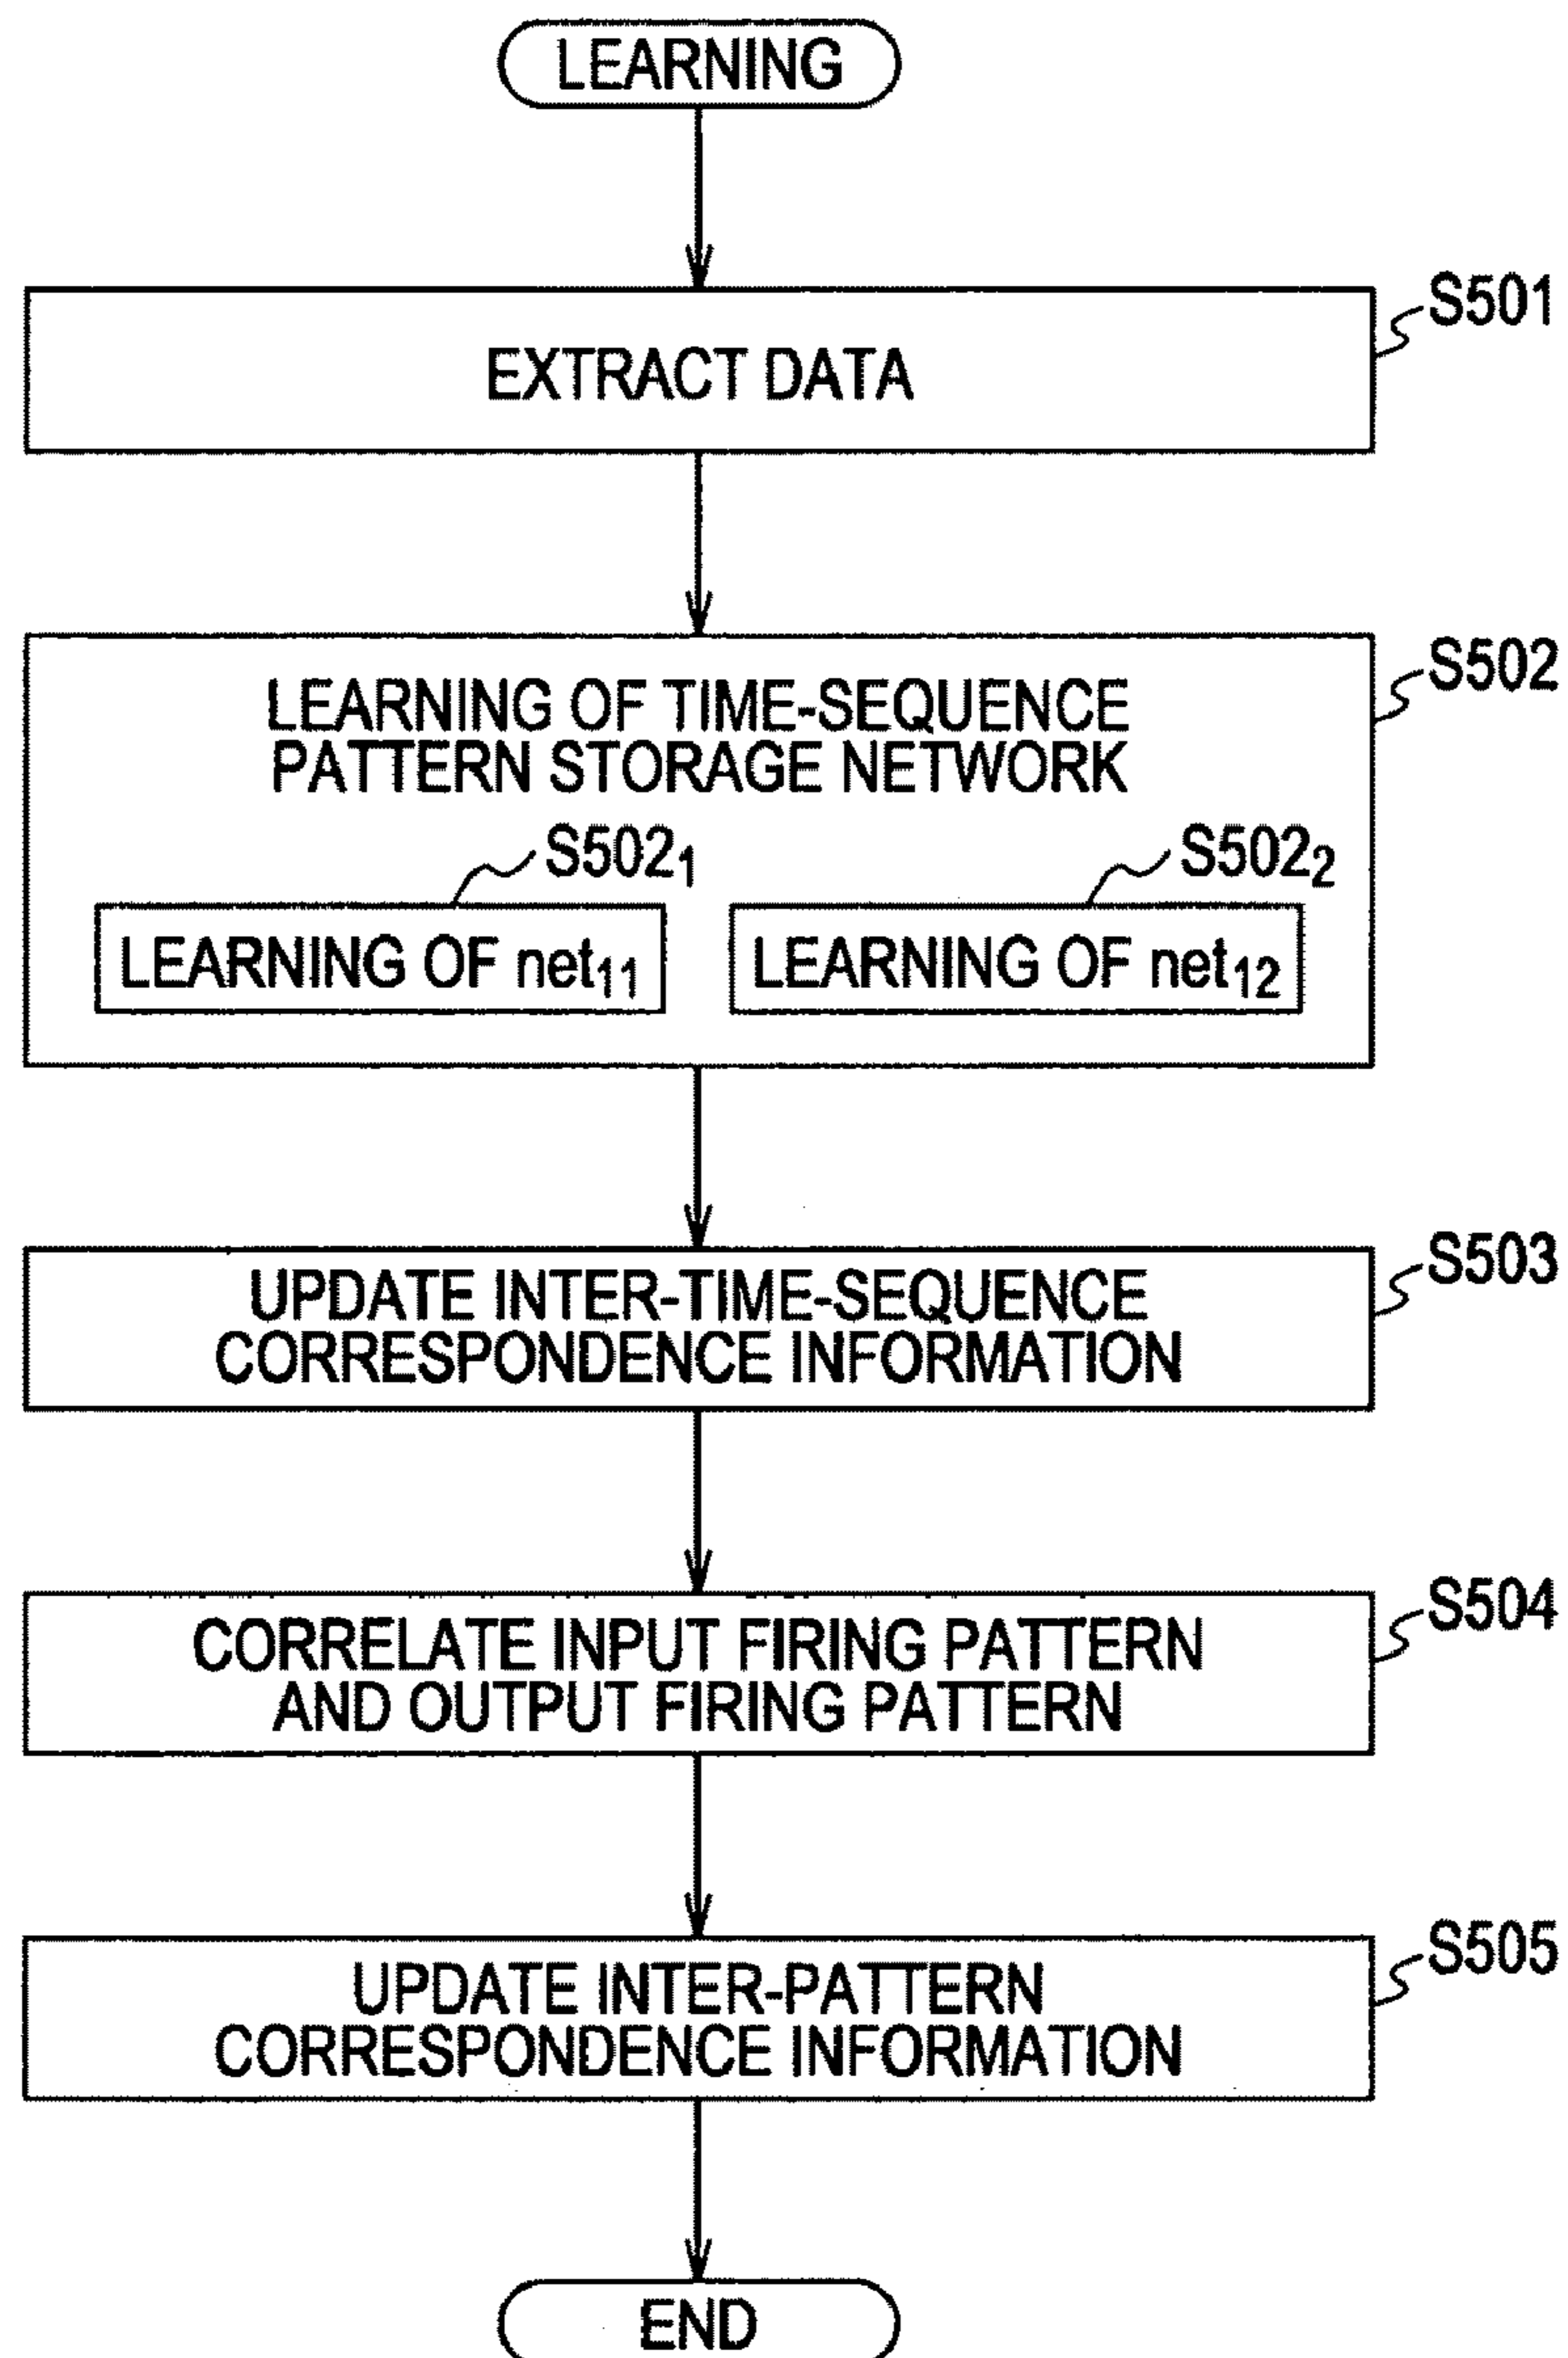 LEARNING
S501
EXTRACT DATA
S502
LEARNING OF TIME-SEQUENCE
PATTERN STORAGE NETWORK
S502₁
S502₂
LEARNING OF net₁₁
LEARNING OF net₁₂
S503
UPDATE INTER-TIME-SEQUENCE
CORRESPONDENCE INFORMATION
S504
CORRELATE INPUT FIRING PATTERN
AND OUTPUT FIRING PATTERN
S505
UPDATE INTER-PATTERN
CORRESPONDENCE INFORMATION
END